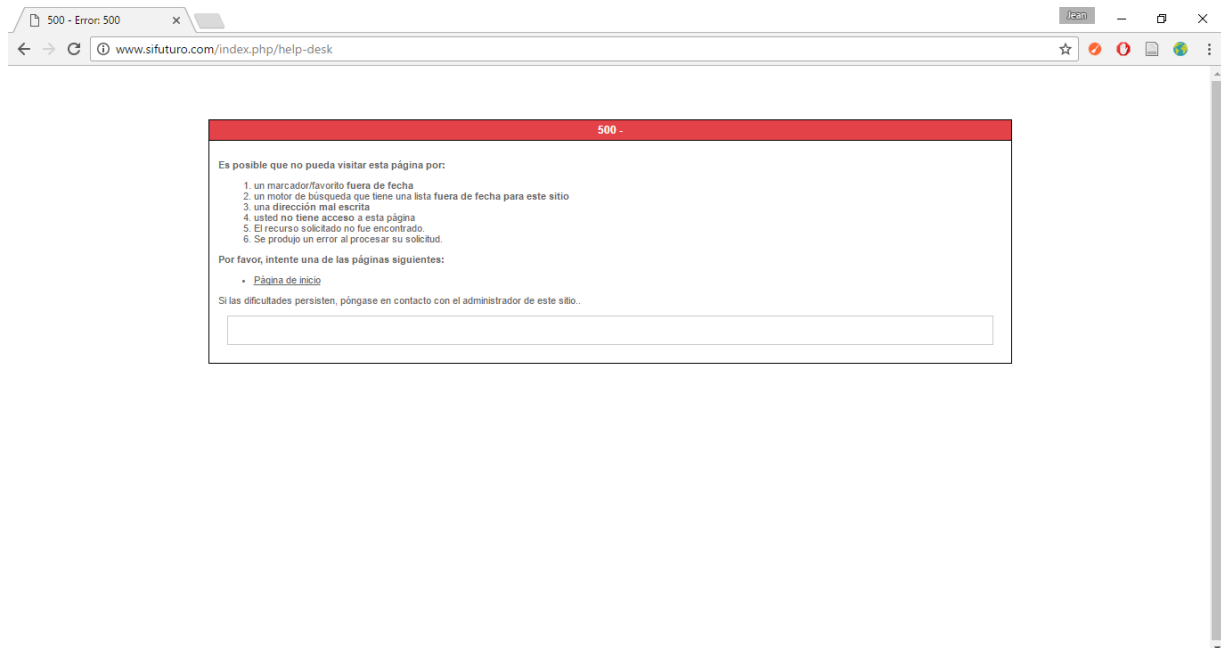 500 - Error: 500
Jean
www.sifuturo.com/index.php/help-desk
500 -
Es posible que no pueda visitar esta página por:
1. un marcador/favorito fuera de fecha
2. un motor de búsqueda que tiene una lista fuera de fecha para este sitio
3. una dirección mal escrita
4. usted no tiene acceso a esta página
5. El recurso solicitado no fue encontrado.
6. Se produjo un error al procesar su solicitud.
Por favor, intente una de las páginas siguientes:
• Página de inicio
Si las dificultades persisten, póngase en contacto con el administrador de este sitio..